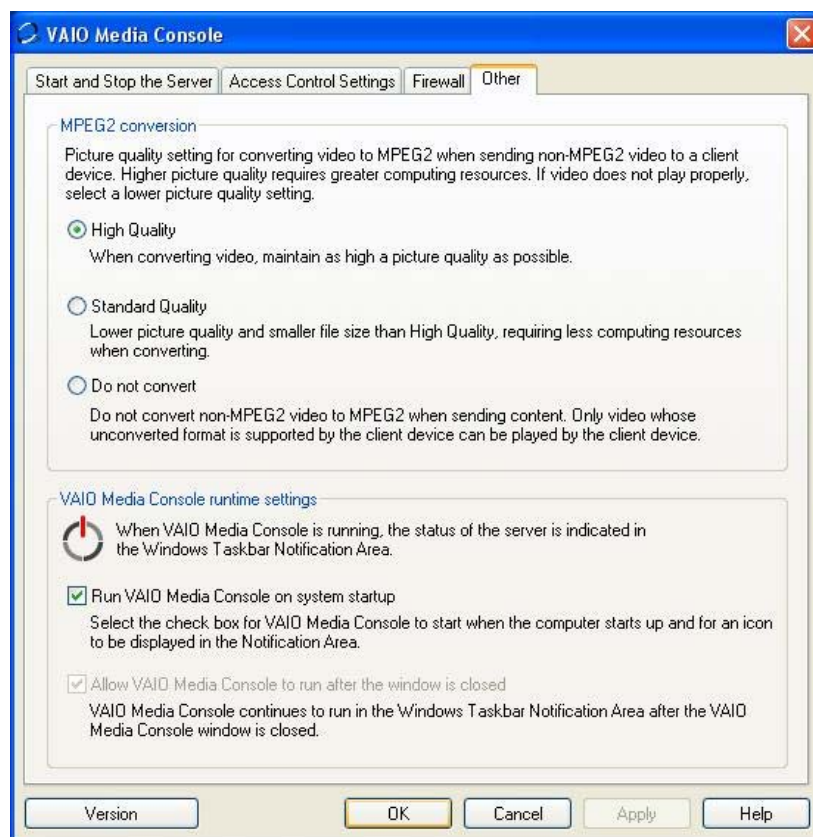 VAIO Media Console
Start and Stop the Server
Access Control Settings
Firewall
Other
MPEG2 conversion
Picture quality setting for converting video to MPEG2 when sending non-MPEG2 video to a client
device. Higher picture quality requires greater computing resources. If video does not play properly,
select a lower picture quality setting.
High Quality
When converting video, maintain as high a picture quality as possible.
Standard Quality
Lower picture quality and smaller file size than High Quality, requiring less computing resources
when converting.
Do not convert
Do not convert non-MPEG2 video to MPEG2 when sending content. Only video whose
unconverted format is supported by the client device can be played by the client device.
VAIO Media Console runtime settings
When VAIO Media Console is running, the status of the server is indicated in
the Windows Taskbar Notification Area.
Run VAIO Media Console on system startup
Select the check box for VAIO Media Console to start when the computer starts up and for an icon
to be displayed in the Notification Area.
Allow VAIO Media Console to run after the window is closed
VAIO Media Console continues to run in the Windows Taskbar Notification Area after the VAIO
Media Console window is closed.
Version
OK
Cancel
Apply
Help